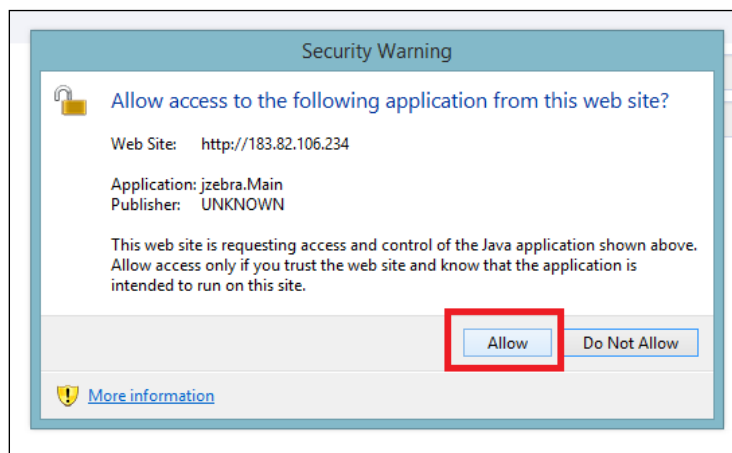 Security Warning
Allow access to the following application from this web site?
Web Site: http://183.82.106.234
Application: jzebra.Main
Publisher: UNKNOWN
This web site is requesting access and control of the Java application shown above.
Allow access only if you trust the web site and know that the application is
intended to run on this site.
Allow Do Not Allow
More information